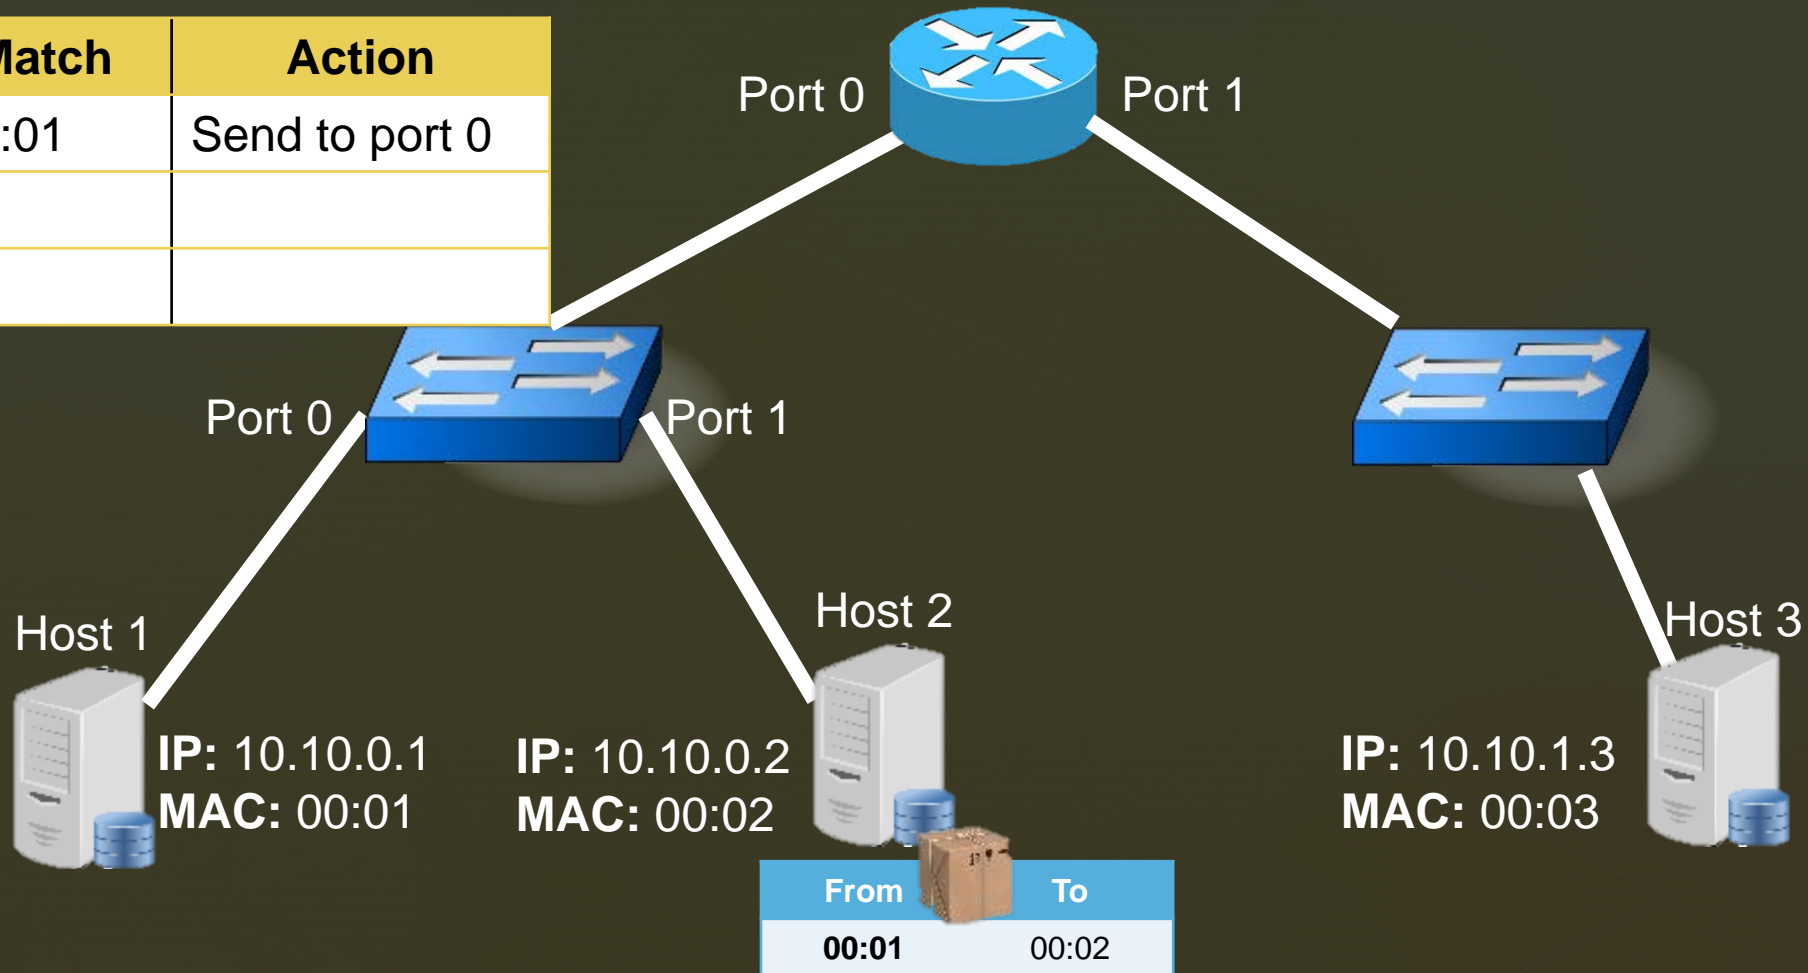 Match Action
:01 Send to port 0
Port 0
Port 1
Port 0
Port 1
Host 1
Host 2
Host 3
IP: 10.10.0.1
MAC: 00:01
IP: 10.10.0.2
MAC: 00:02
IP: 10.10.1.3
MAC: 00:03
From To
00:01 00:02